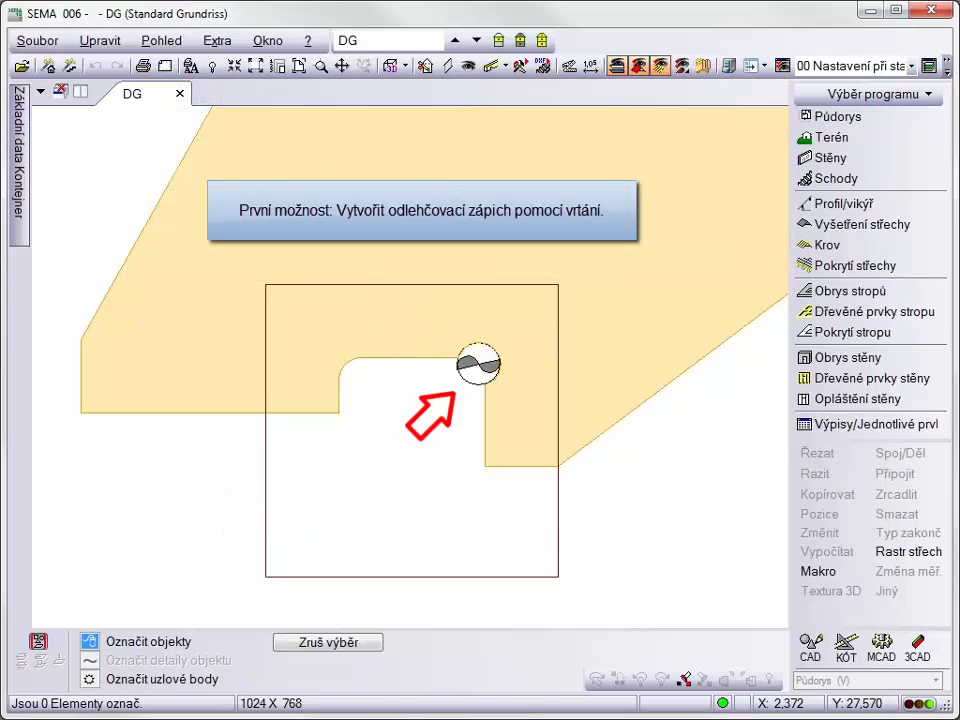 SEMA 006 - - DG (Standard Grundriss)
Soubor Upravit Pohled Extra Okno ? DG
00 Nastavení při sta
DG
Základní data Kontejner
Výběr programu
Půdorys
Terén
Stěny
Schody
Profil/vikýř
Vyšetření střechy
Krov
Pokrytí střechy
Obrys stropů
Dřevěné prvky stropu
Pokrytí stropu
Obrys stěny
Dřevěné prvky stěny
Opláštění stěny
Výpisy/Jednotlivé prvl
První možnost: Vytvořit odlehčovací zápich pomocí vrtání.
Řezat Spoj/Děl
Razit Připojit
Kopírovat Zrcadlit
Pozice Smazat
Změnit Typ zakonč
Vypočítat Rastr střech
Makro Změna měř.
Textura 3D Jiný
CAD KÓT MCAD 3CAD
Půdorys (V)
Označit objekty Zruš výběr
Označit detaily objektu
Označit uzlové body
Jsou 0 Elementy označ. 1024 X 768 X: 2,372 Y: 27,570